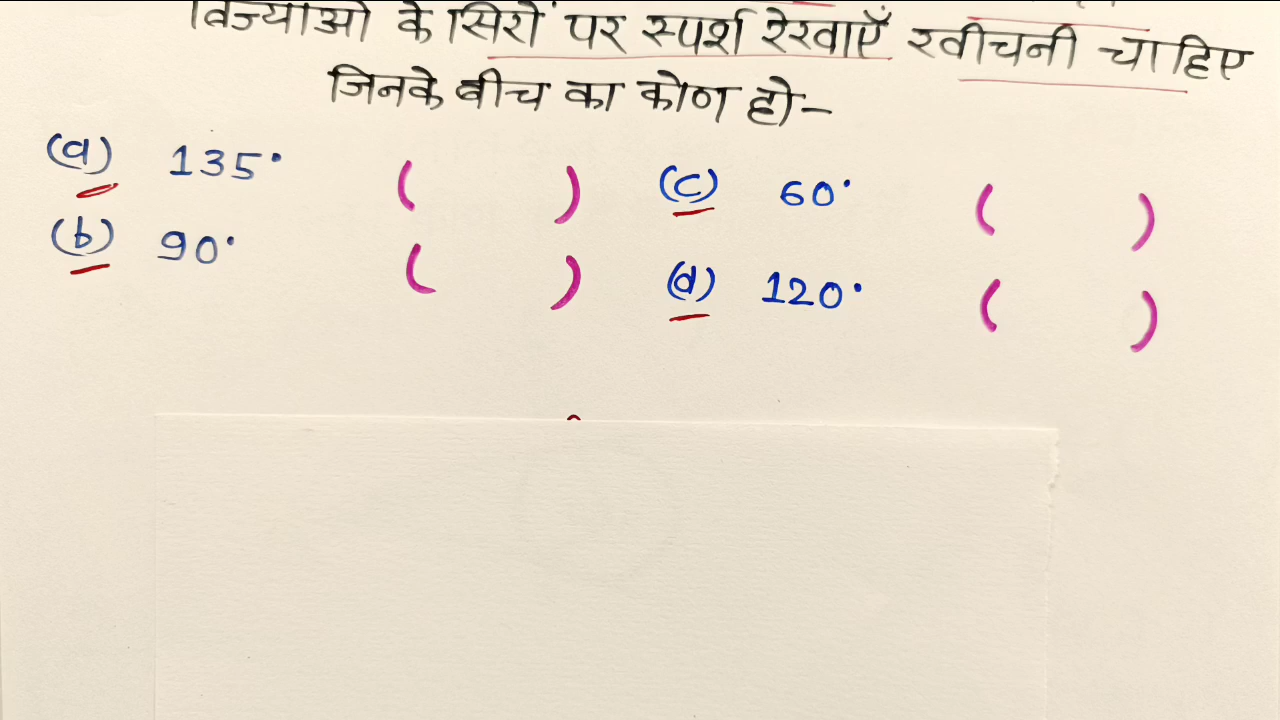 त्रिज्याओं के सिरों पर स्पर्श रेखाएँ खींचनी चाहिए
जिनके बीच का कोण हो-
(a) 135° ( ) (c) 60° ( )
(b) 90° ( ) (d) 120° ( )